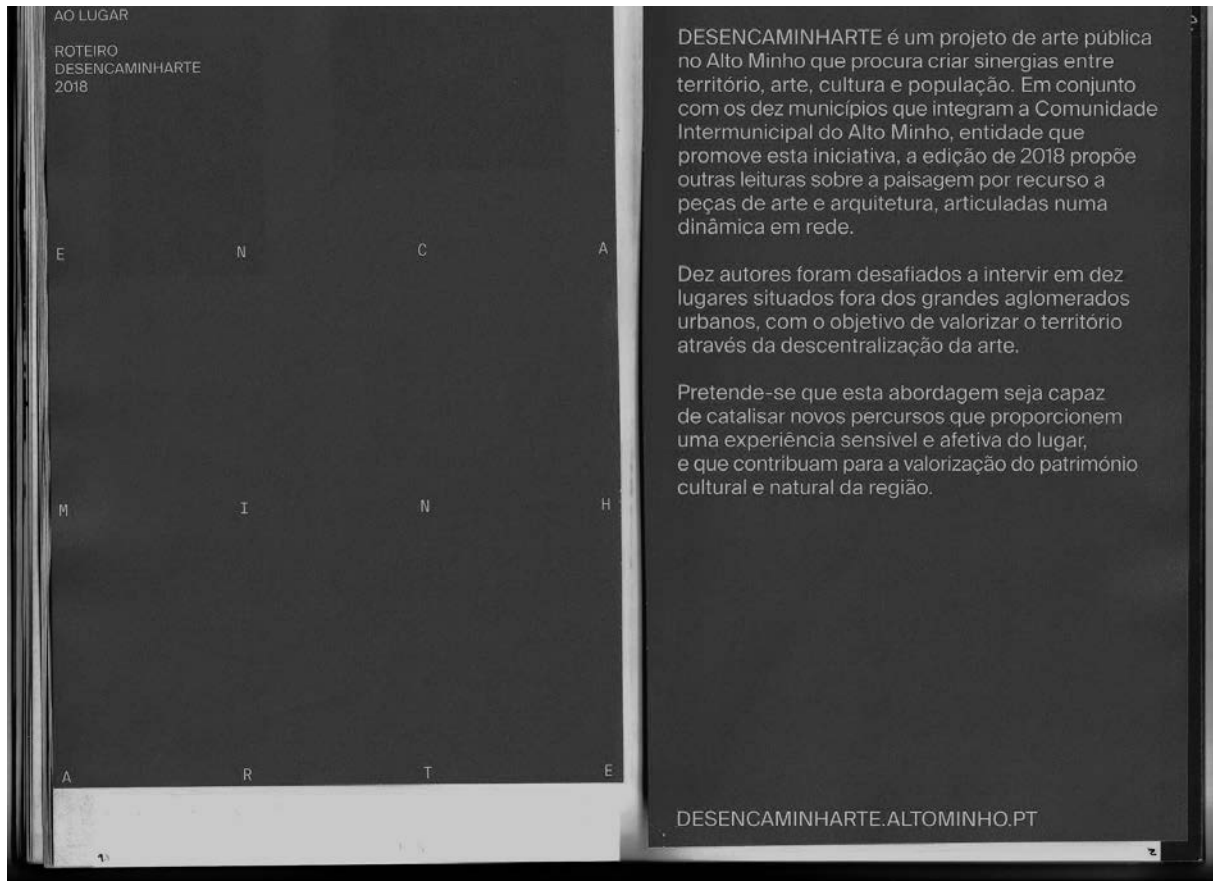 AO LUGAR
ROTEIRO
DESENCAMINHARTE
2018
E N C A
M I N H
A R T E
DESENCAMINHARTE é um projeto de arte pública
no Alto Minho que procura criar sinergias entre
território, arte, cultura e população. Em conjunto
com os dez municípios que integram a Comunidade
Intermunicipal do Alto Minho, entidade que
promove esta iniciativa, a edição de 2018 propõe
outras leituras sobre a paisagem por recurso a
peças de arte e arquitetura, articuladas numa
dinâmica em rede.
Dez autores foram desafiados a intervir em dez
lugares situados fora dos grandes aglomerados
urbanos, com o objetivo de valorizar o território
através da descentralização da arte.
Pretende-se que esta abordagem seja capaz
de catalisar novos percursos que proporcionem
uma experiência sensível e afetiva do lugar,
e que contribuam para a valorização do património
cultural e natural da região.
DESENCAMINHARTE.ALTOMINHO.PT